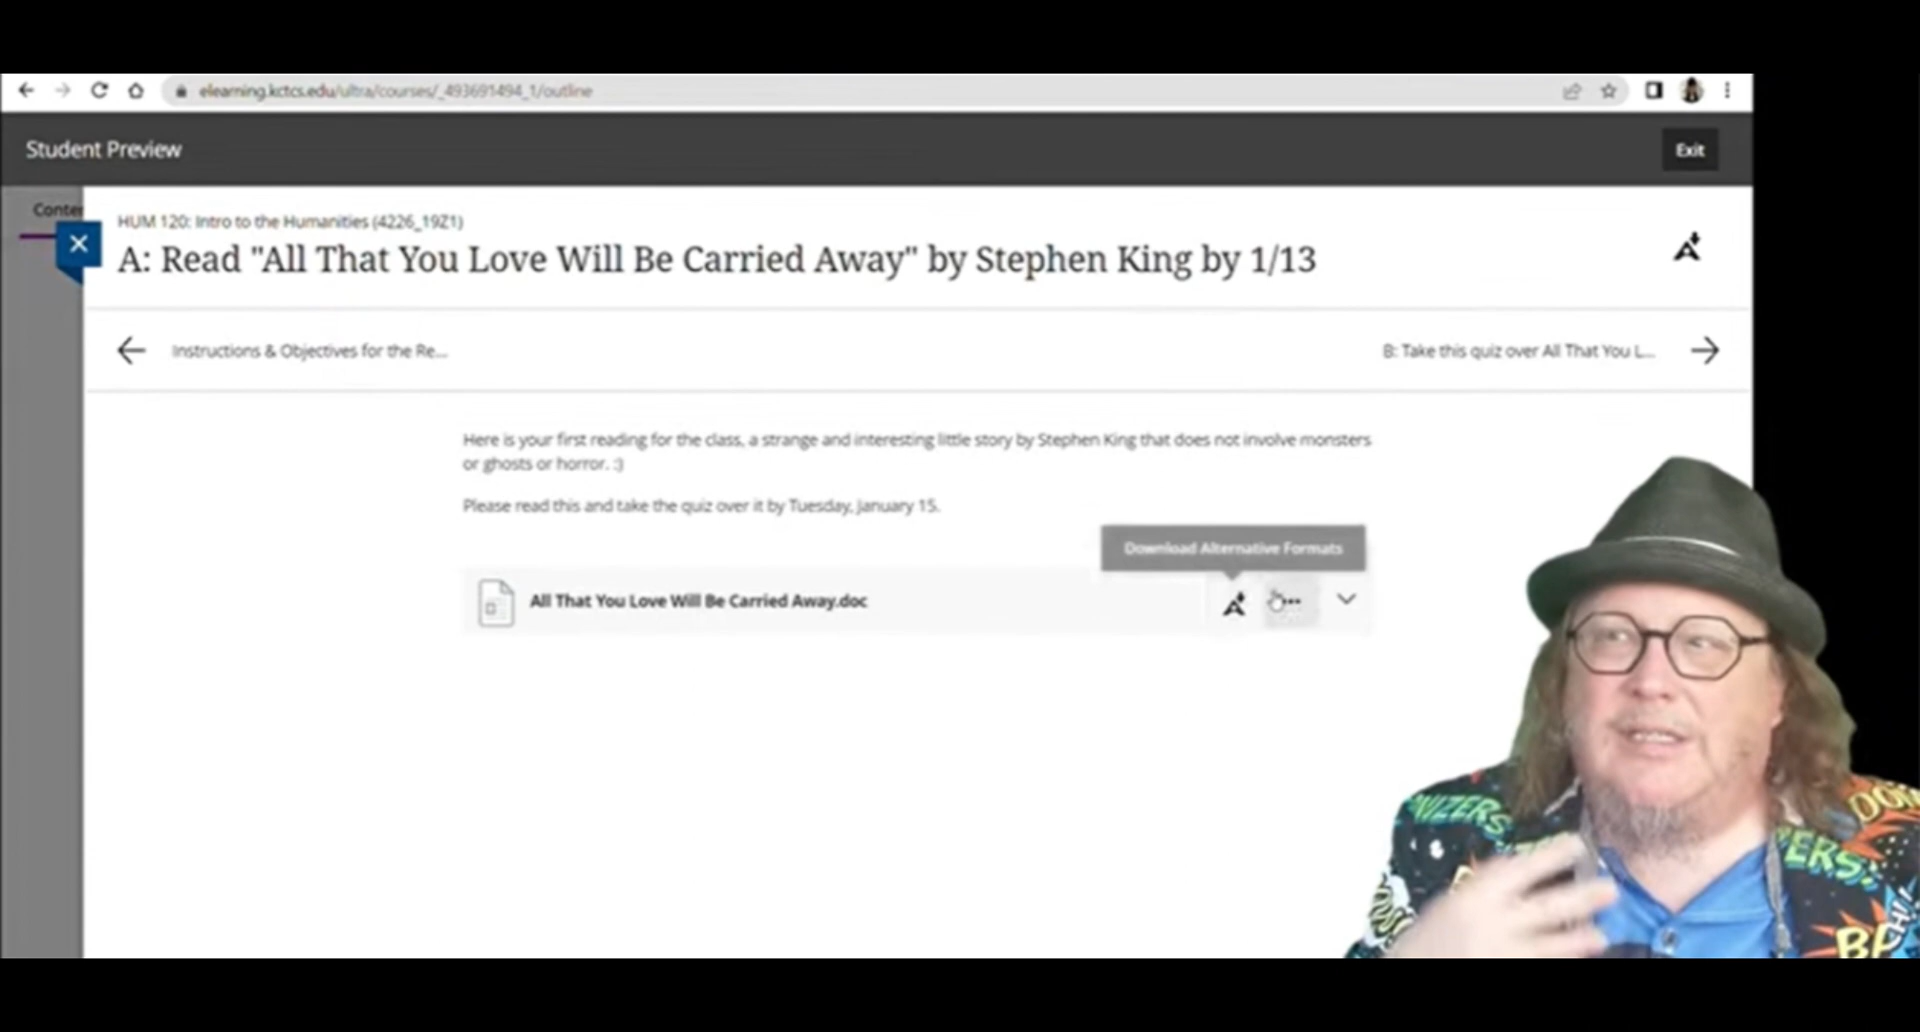 elearning.kctcs.edu/ultra/courses/_493691494_1/outline
Student Preview
Exit
Conte
HUM 120: Intro to the Humanities (4226_19Z1)
A: Read "All That You Love Will Be Carried Away" by Stephen King by 1/13
Instructions & Objectives for the Re...
B: Take this quiz over All That You L...
Here is your first reading for the class, a strange and interesting little story by Stephen King that does not involve monsters
or ghosts or horror. :)
Please read this and take the quiz over it by Tuesday, January 15.
Download Alternative Formats
All That You Love Will Be Carried Away.doc